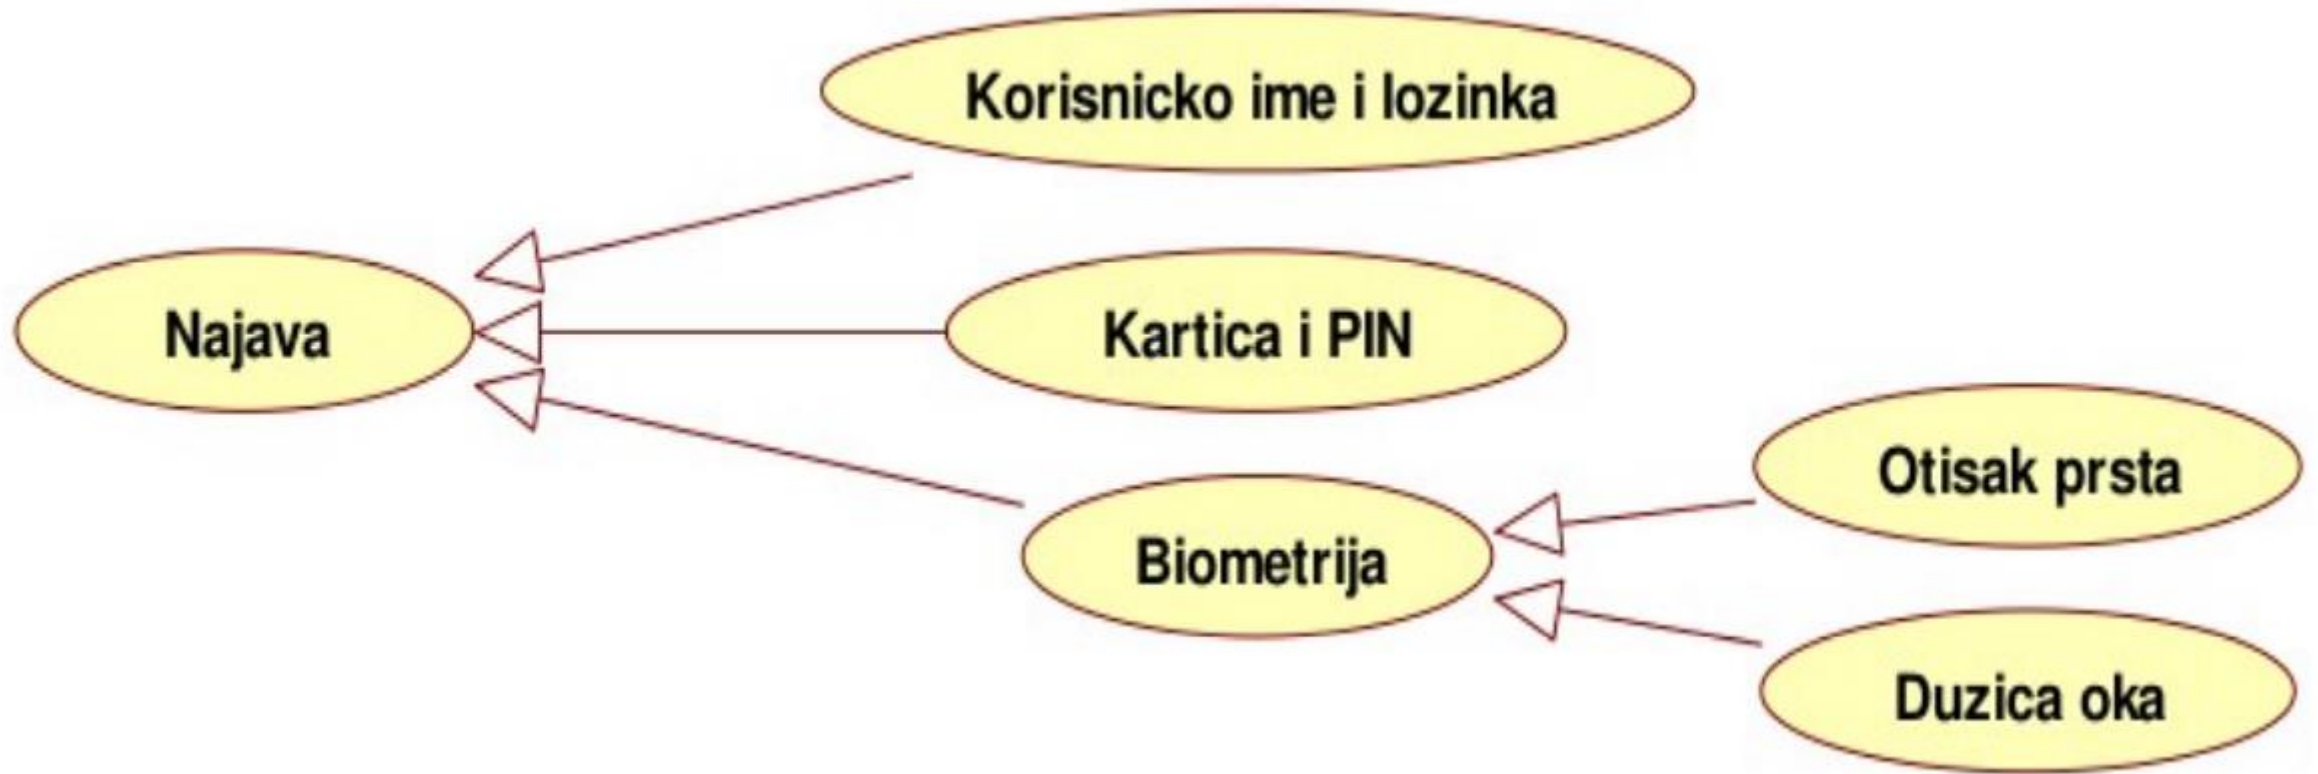 Korisnicko ime i lozinka
Najava
Kartica i PIN
Otisak prsta
Biometrija
Duzica oka